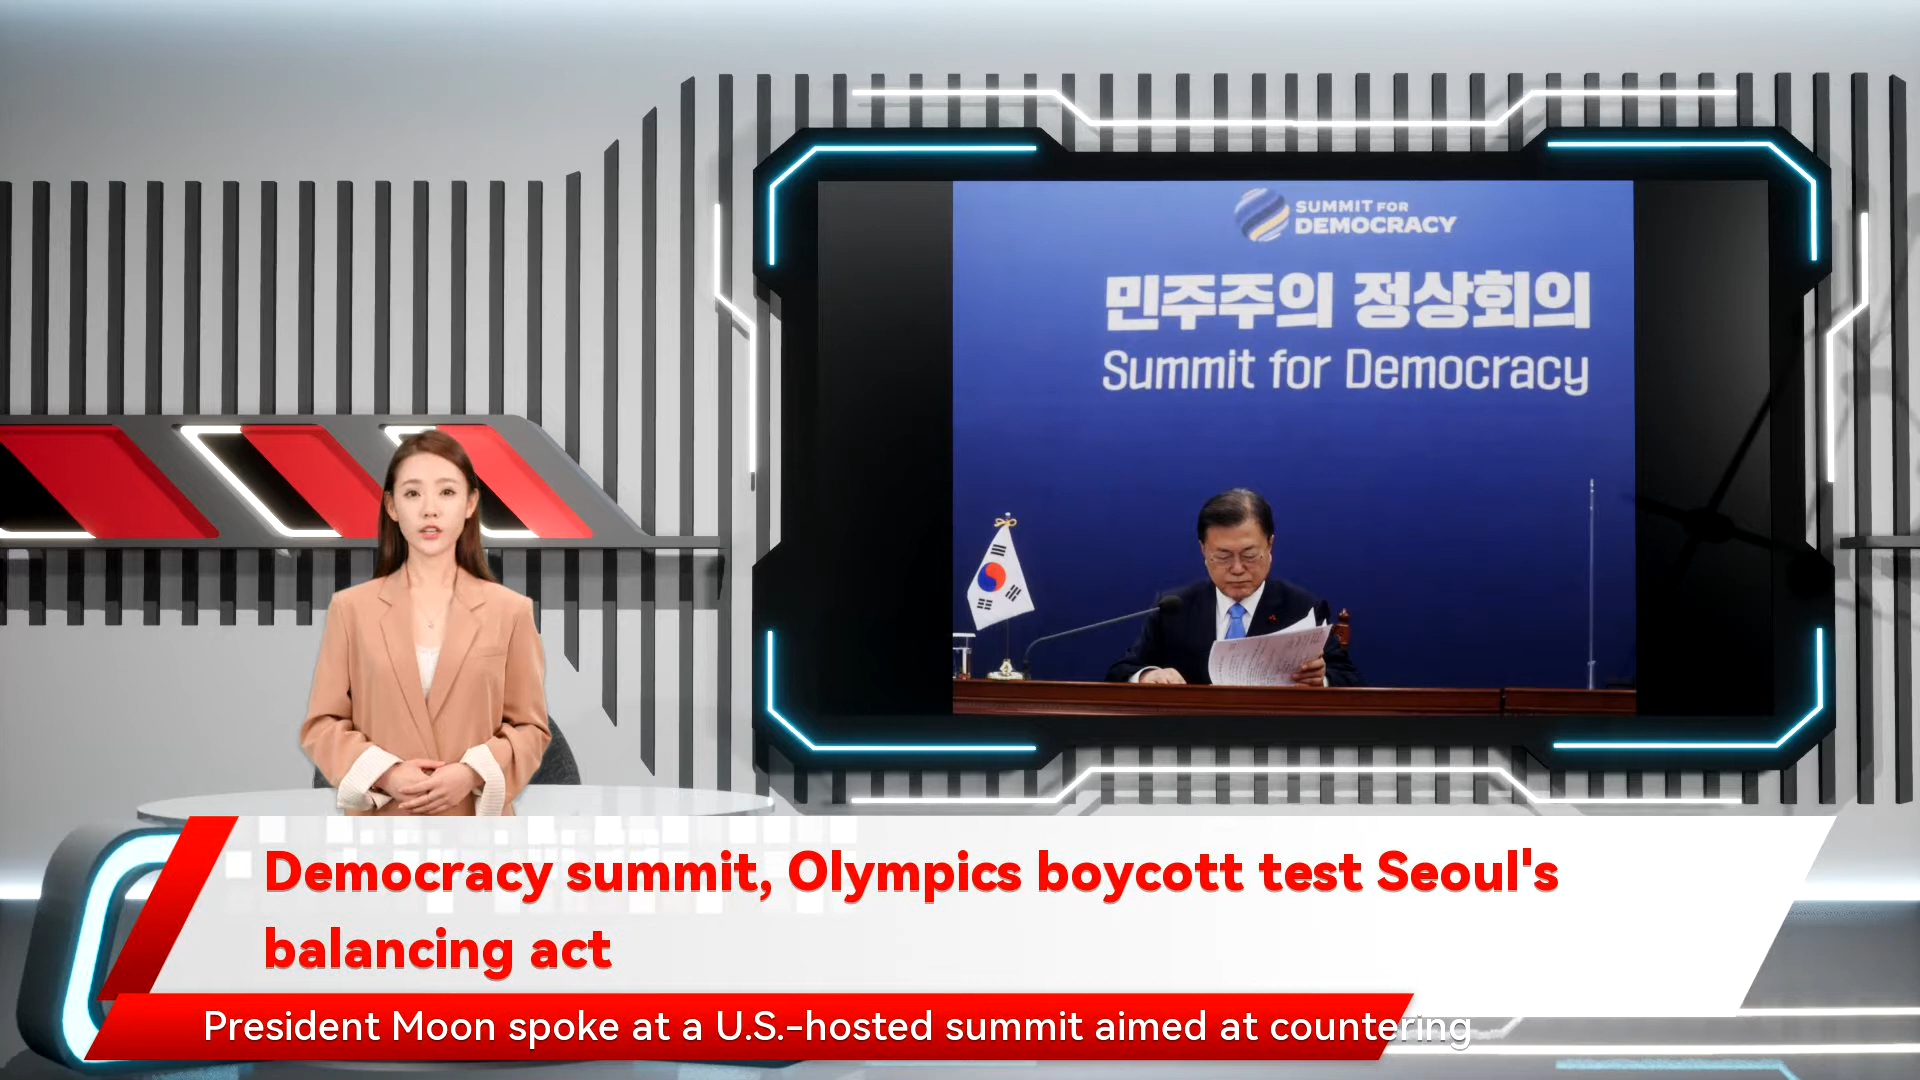 SUMMIT FOR
DEMOCRACY
민주주의 정상회의
Summit for Democracy
Democracy summit, Olympics boycott test Seoul's
balancing act
President Moon spoke at a U.S.-hosted summit aimed at countering